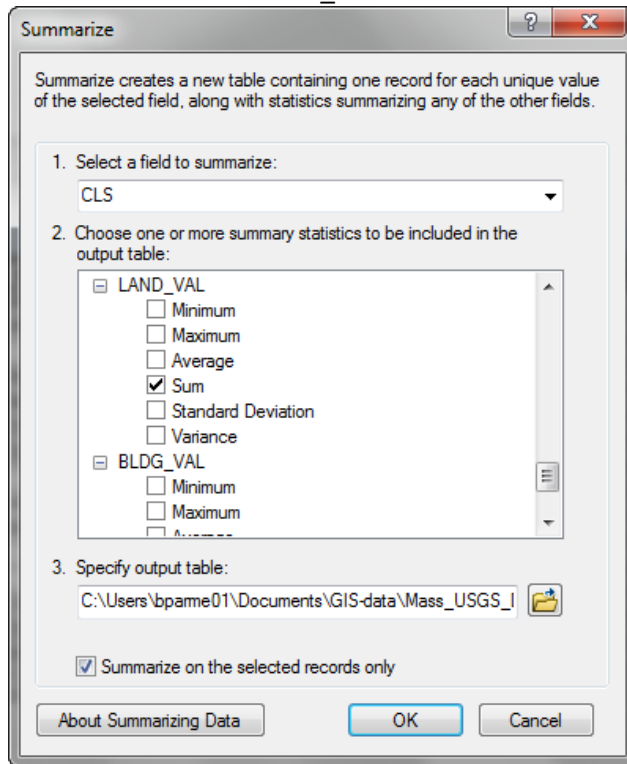 Summarize
Summarize creates a new table containing one record for each unique value
of the selected field, along with statistics summarizing any of the other fields.
1. Select a field to summarize:
CLS
2. Choose one or more summary statistics to be included in the
output table:
LAND_VAL
Minimum
Maximum
Average
Sum
Standard Deviation
Variance
BLDG_VAL
Minimum
Maximum
3. Specify output table:
C:\Users\bparme01\Documents\GIS-data\Mass_USGS_
Summarize on the selected records only
About Summarizing Data
OK
Cancel